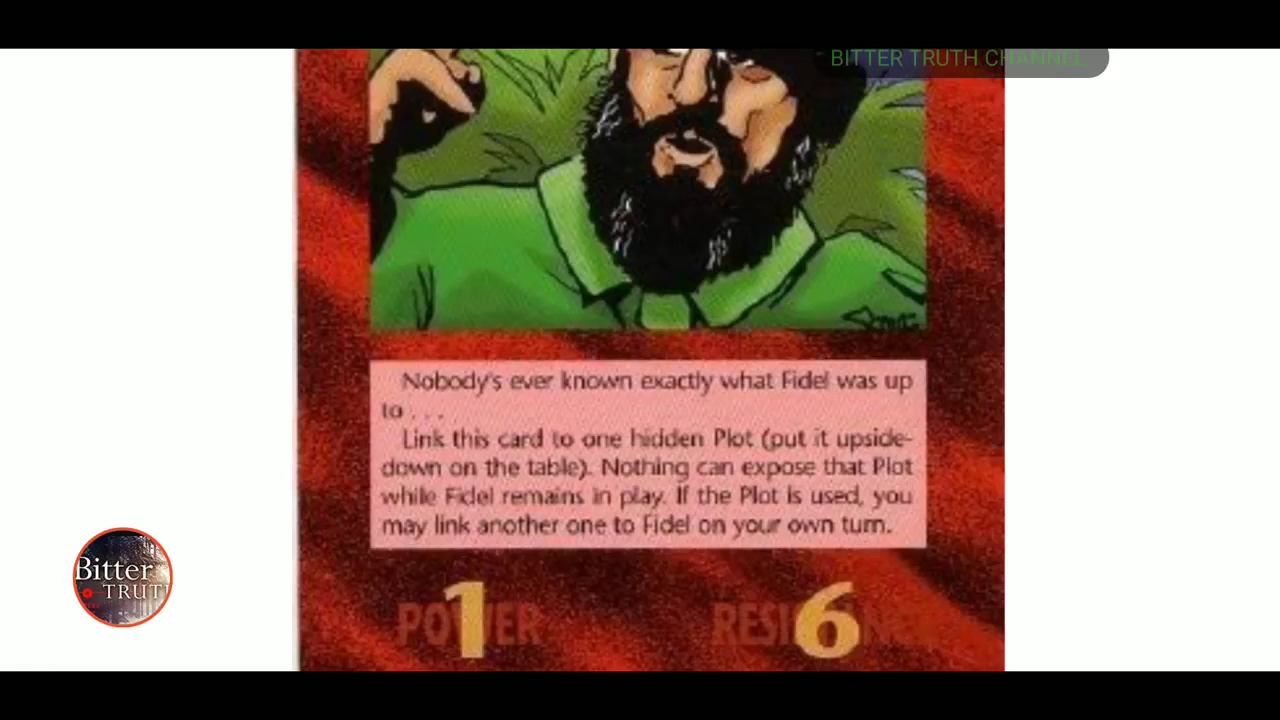 BITTER TRUTH CHANNEL
Nobody's ever known exactly what Fidel was up
to . . .
Link this card to one hidden Plot (put it upside-
down on the table). Nothing can expose that Plot
while Fidel remains in play. If the Plot is used, you
may link another one to Fidel on your own turn.
Bitter
TRUTH
POWER
1
6